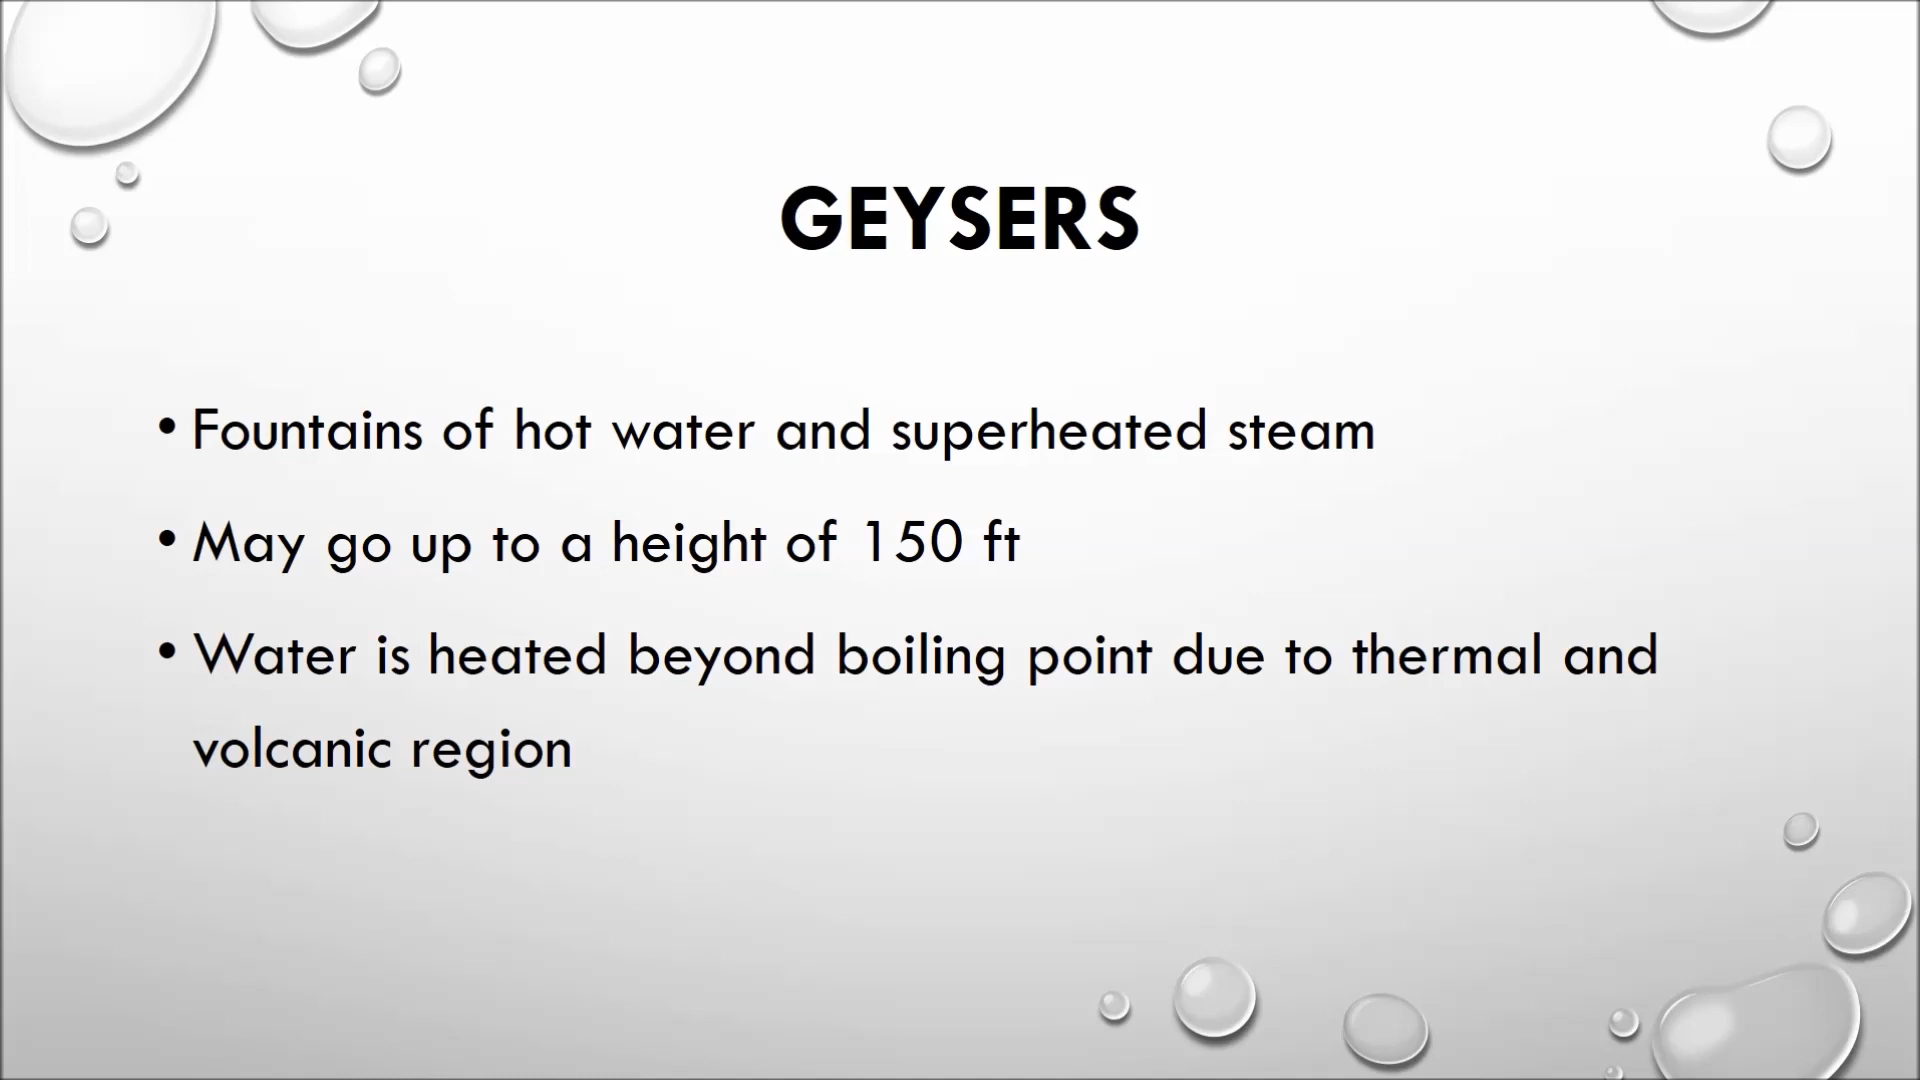 GEYSERS
• Fountains of hot water and superheated steam
• May go up to a height of 150 ft
• Water is heated beyond boiling point due to thermal and
volcanic region